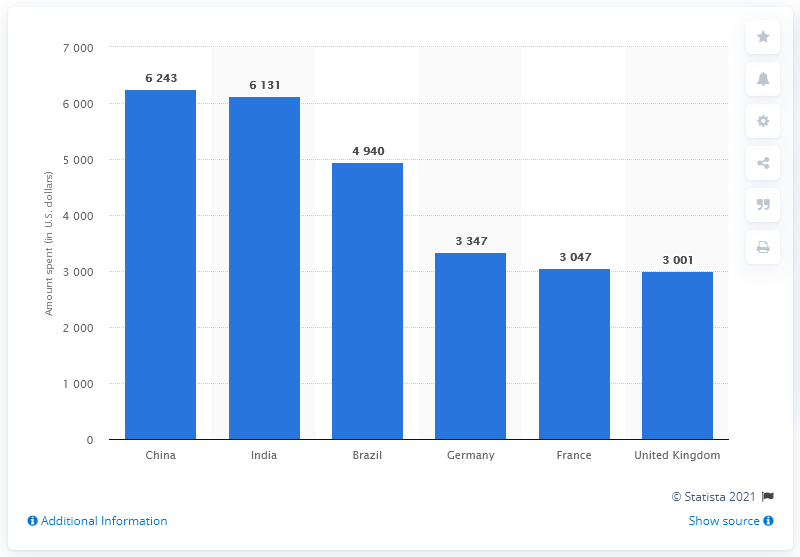 7 000
6 000
5 000
4 000
3 000
2 000
1 000
0
Amount spent (in U.S. dollars)
6 243
6 131
4 940
3 347
3 047
3 001
China
India
Brazil
Germany
France
United Kingdom
© Statista 2021
Additional Information
Show source